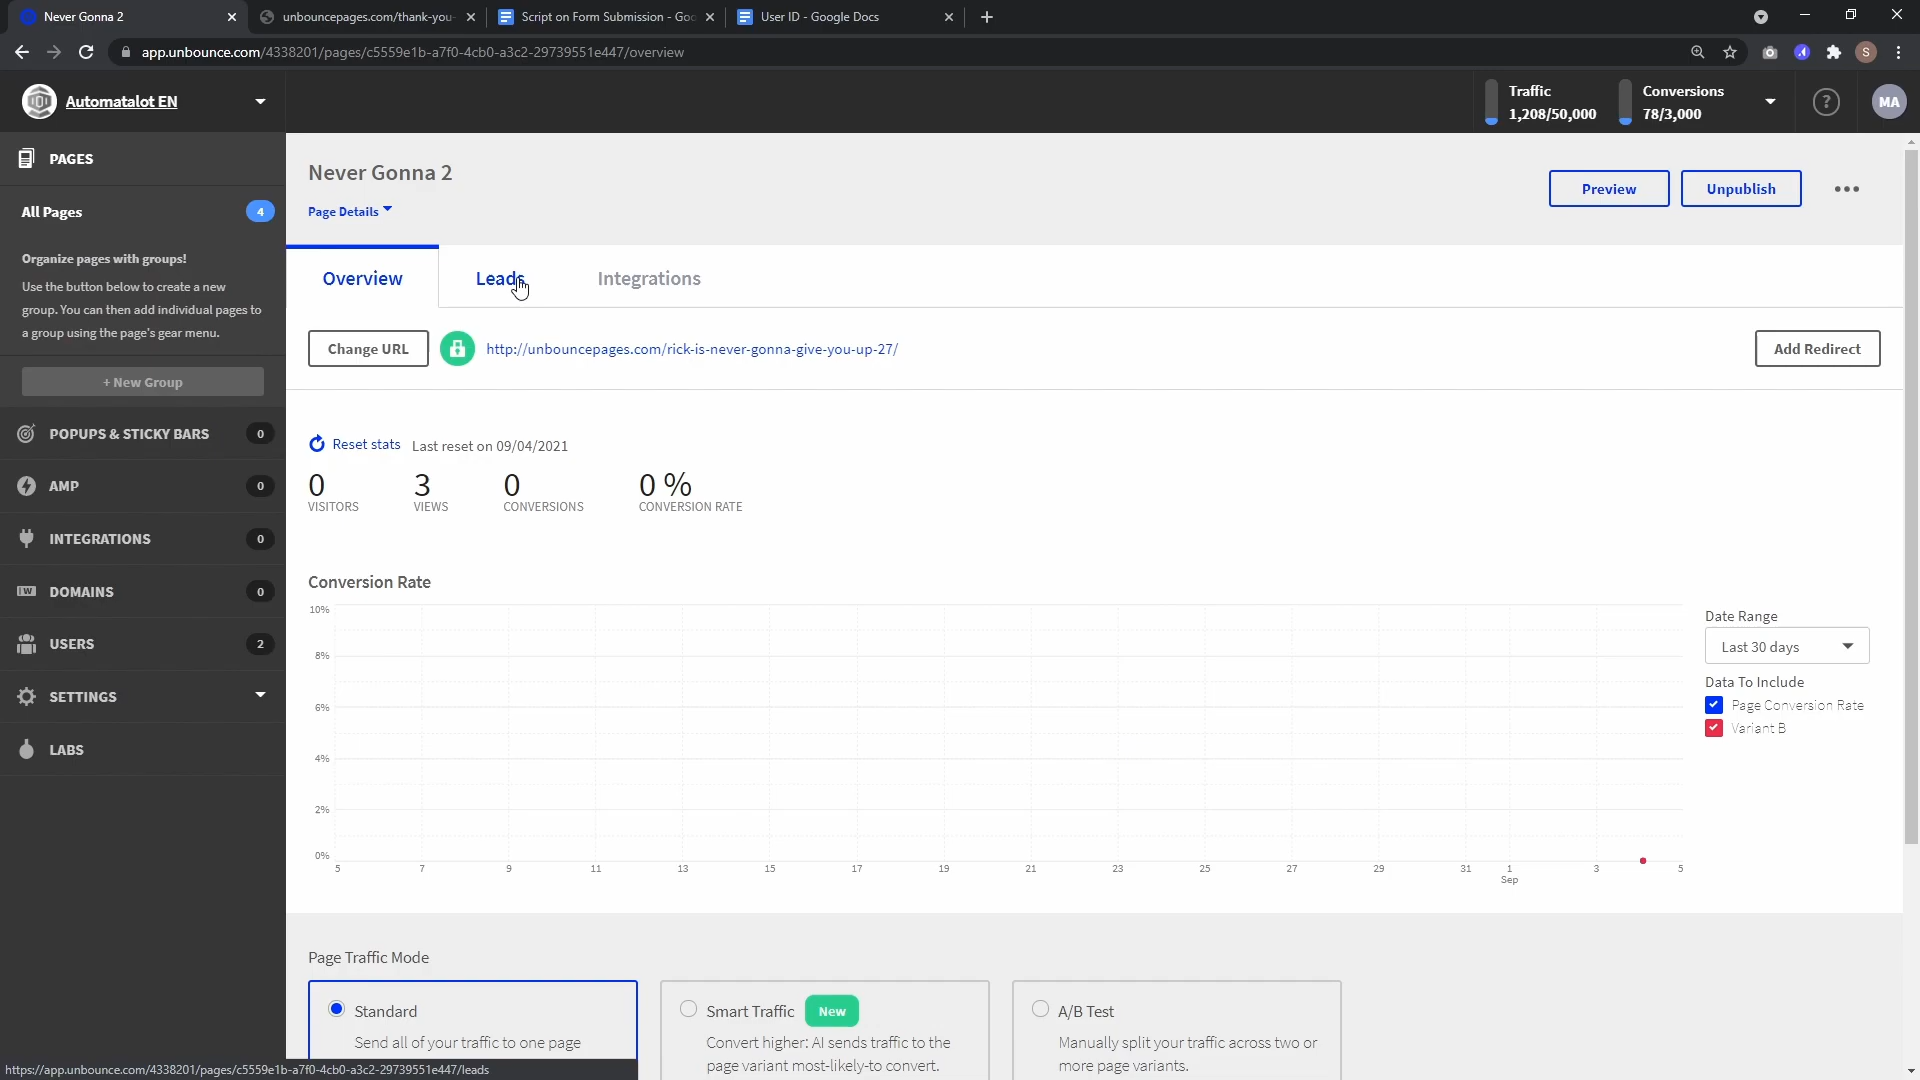 Never Gonna 2
unbouncepages.com/thank-you-
Script on Form Submission - Goo
User ID - Google Docs
app.unbounce.com/4338201/pages/c5559e1b-a7f0-4cb0-a3c2-29739551e447/overview
S
Automatalot EN
Traffic
1,208/50,000
Conversions
78/3,000
?
MA
PAGES
All Pages
4
Organize pages with groups!
Use the button below to create a new
group. You can then add individual pages to
a group using the page's gear menu.
+ New Group
POPUPS & STICKY BARS
0
AMP
0
INTEGRATIONS
0
DOMAINS
0
USERS
2
SETTINGS
LABS
Never Gonna 2
Page Details
Preview
Unpublish
Overview
Leads
Integrations
Change URL
http://unbouncepages.com/rick-is-never-gonna-give-you-up-27/
Add Redirect
Reset stats
Last reset on 09/04/2021
0
3
0
0 %
VISITORS
VIEWS
CONVERSIONS
CONVERSION RATE
Conversion Rate
10%
8%
6%
4%
2%
0%
5 7 9 11 13 15 17 19 21 23 25 27 29 31 1 3 5
Sep
Date Range
Last 30 days
Data To Include
Page Conversion Rate
Variant B
Page Traffic Mode
Standard
Send all of your traffic to one page
Smart Traffic
New
Convert higher: AI sends traffic to the
page variant most-likely-to convert.
A/B Test
Manually split your traffic across two or
more page variants.
https://app.unbounce.com/4338201/pages/c5559e1b-a7f0-4cb0-a3c2-29739551e447/leads